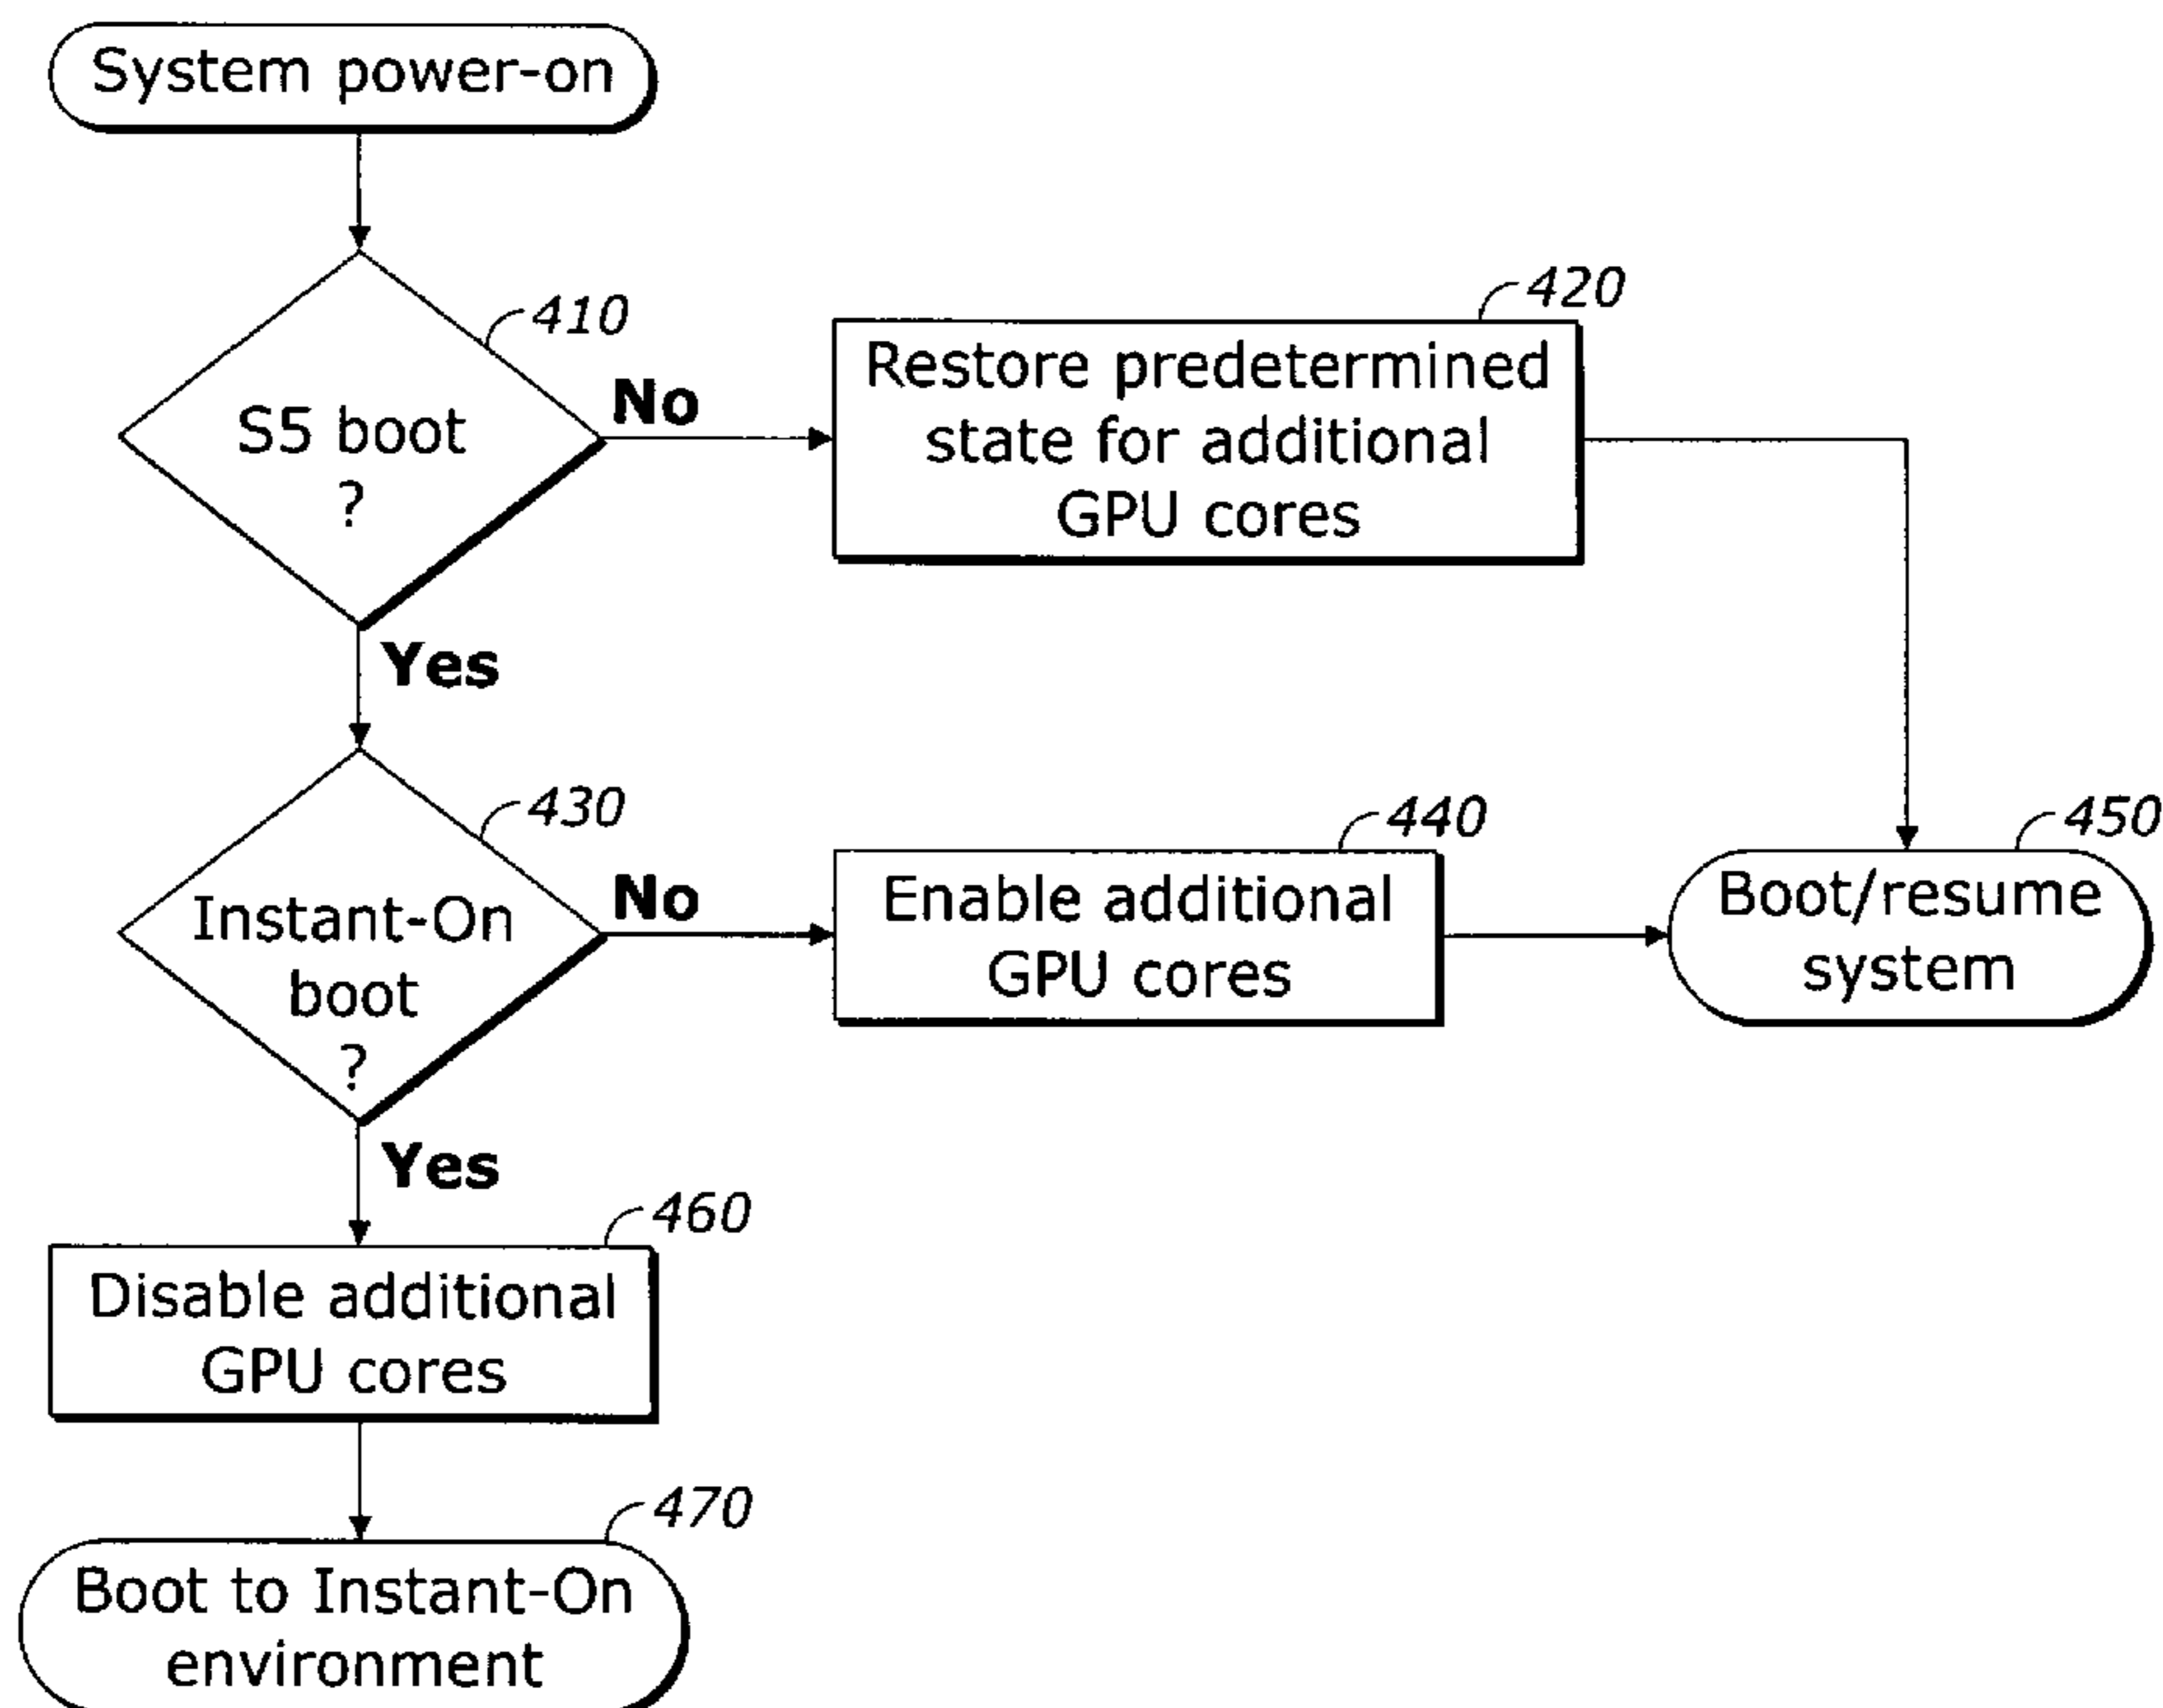 System power-on
410
S5 boot
?
No
420
Restore predetermined
state for additional
GPU cores
Yes
430
Instant-On
boot
?
No
440
Enable additional
GPU cores
450
Boot/resume
system
Yes
460
Disable additional
GPU cores
470
Boot to Instant-On
environment